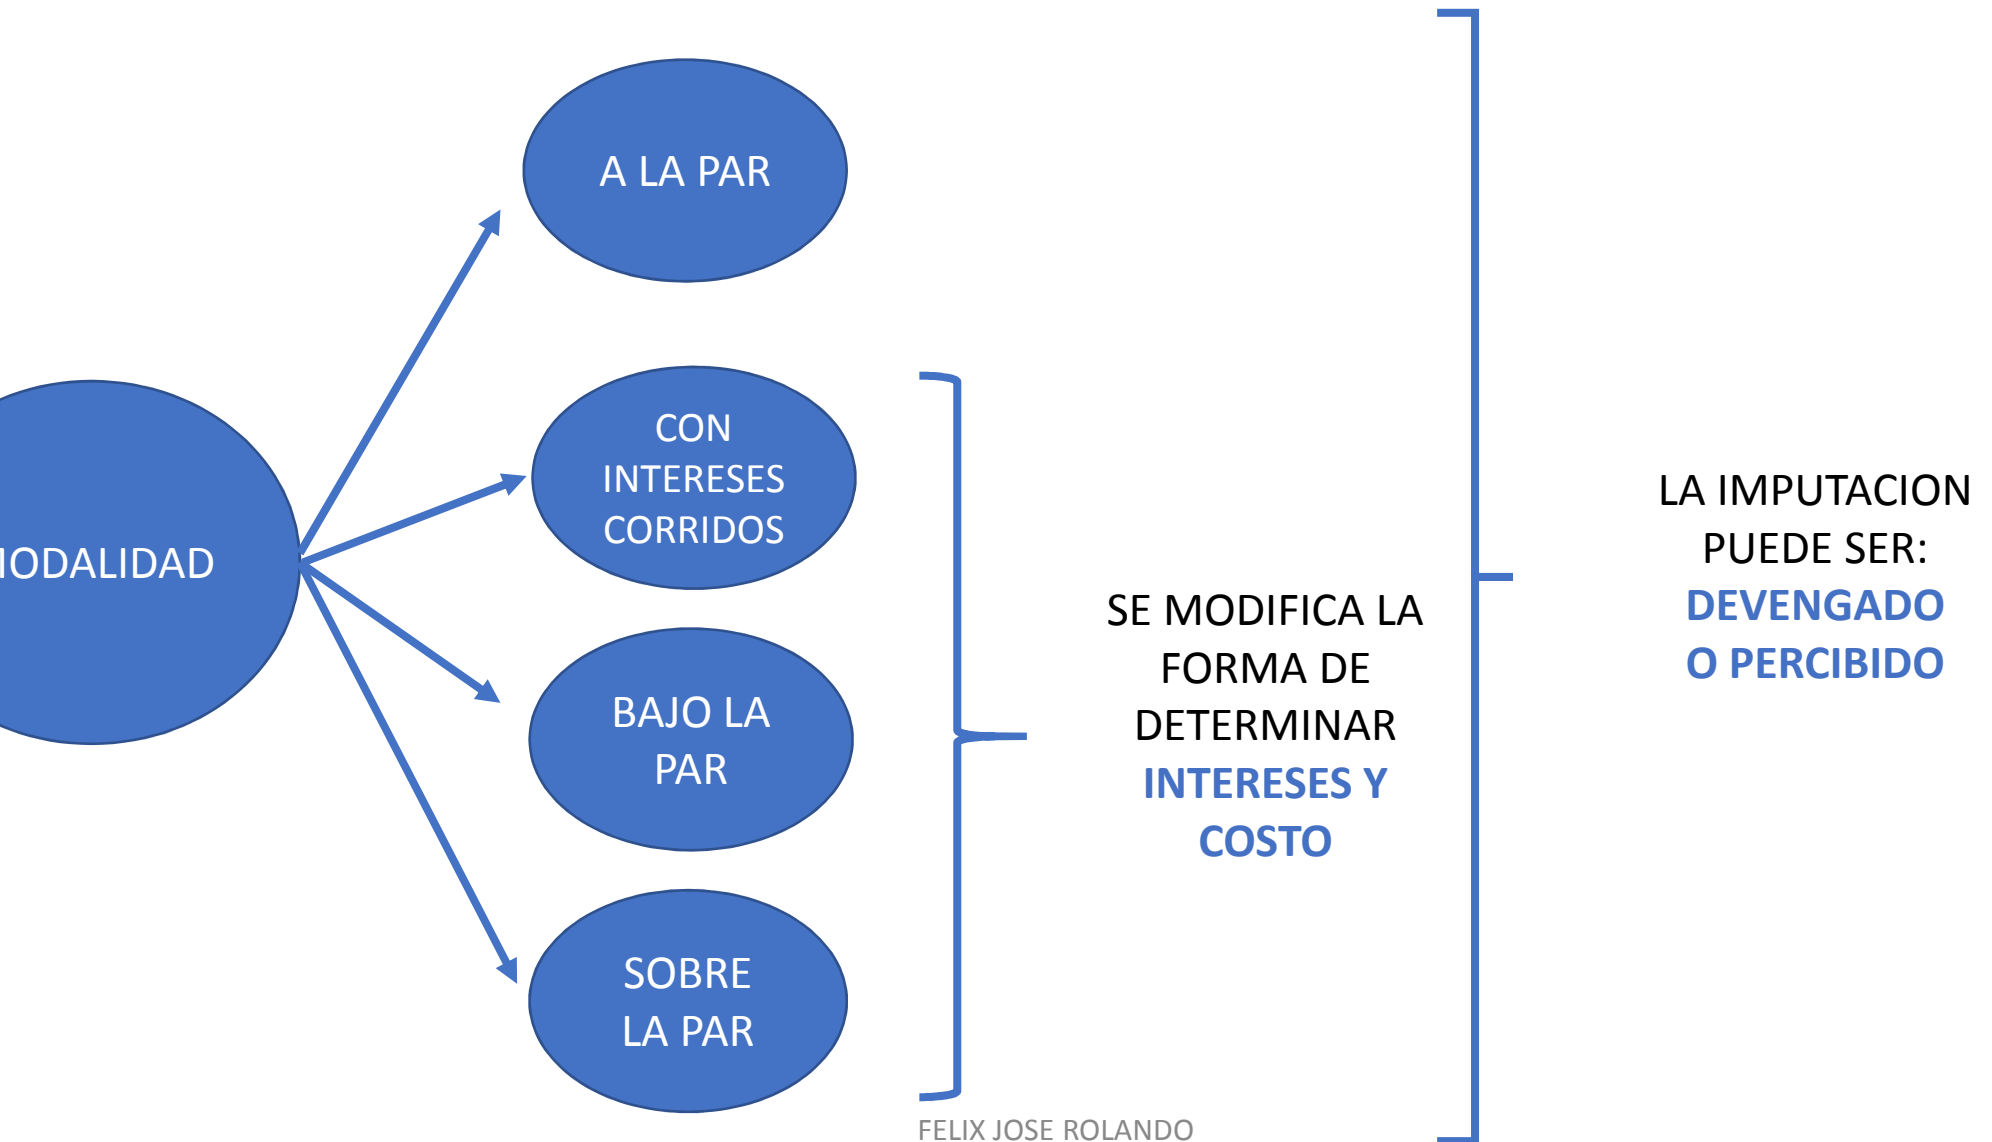 A LA PAR
CON
INTERESES
CORRIDOS
BAJO LA
PAR
SOBRE
LA PAR
SE MODIFICA LA
FORMA DE
DETERMINAR
INTERESES Y
COSTO
LA IMPUTACION
PUEDE SER:
DEVENGADO
O PERCIBIDO
FELIX JOSE ROLANDO